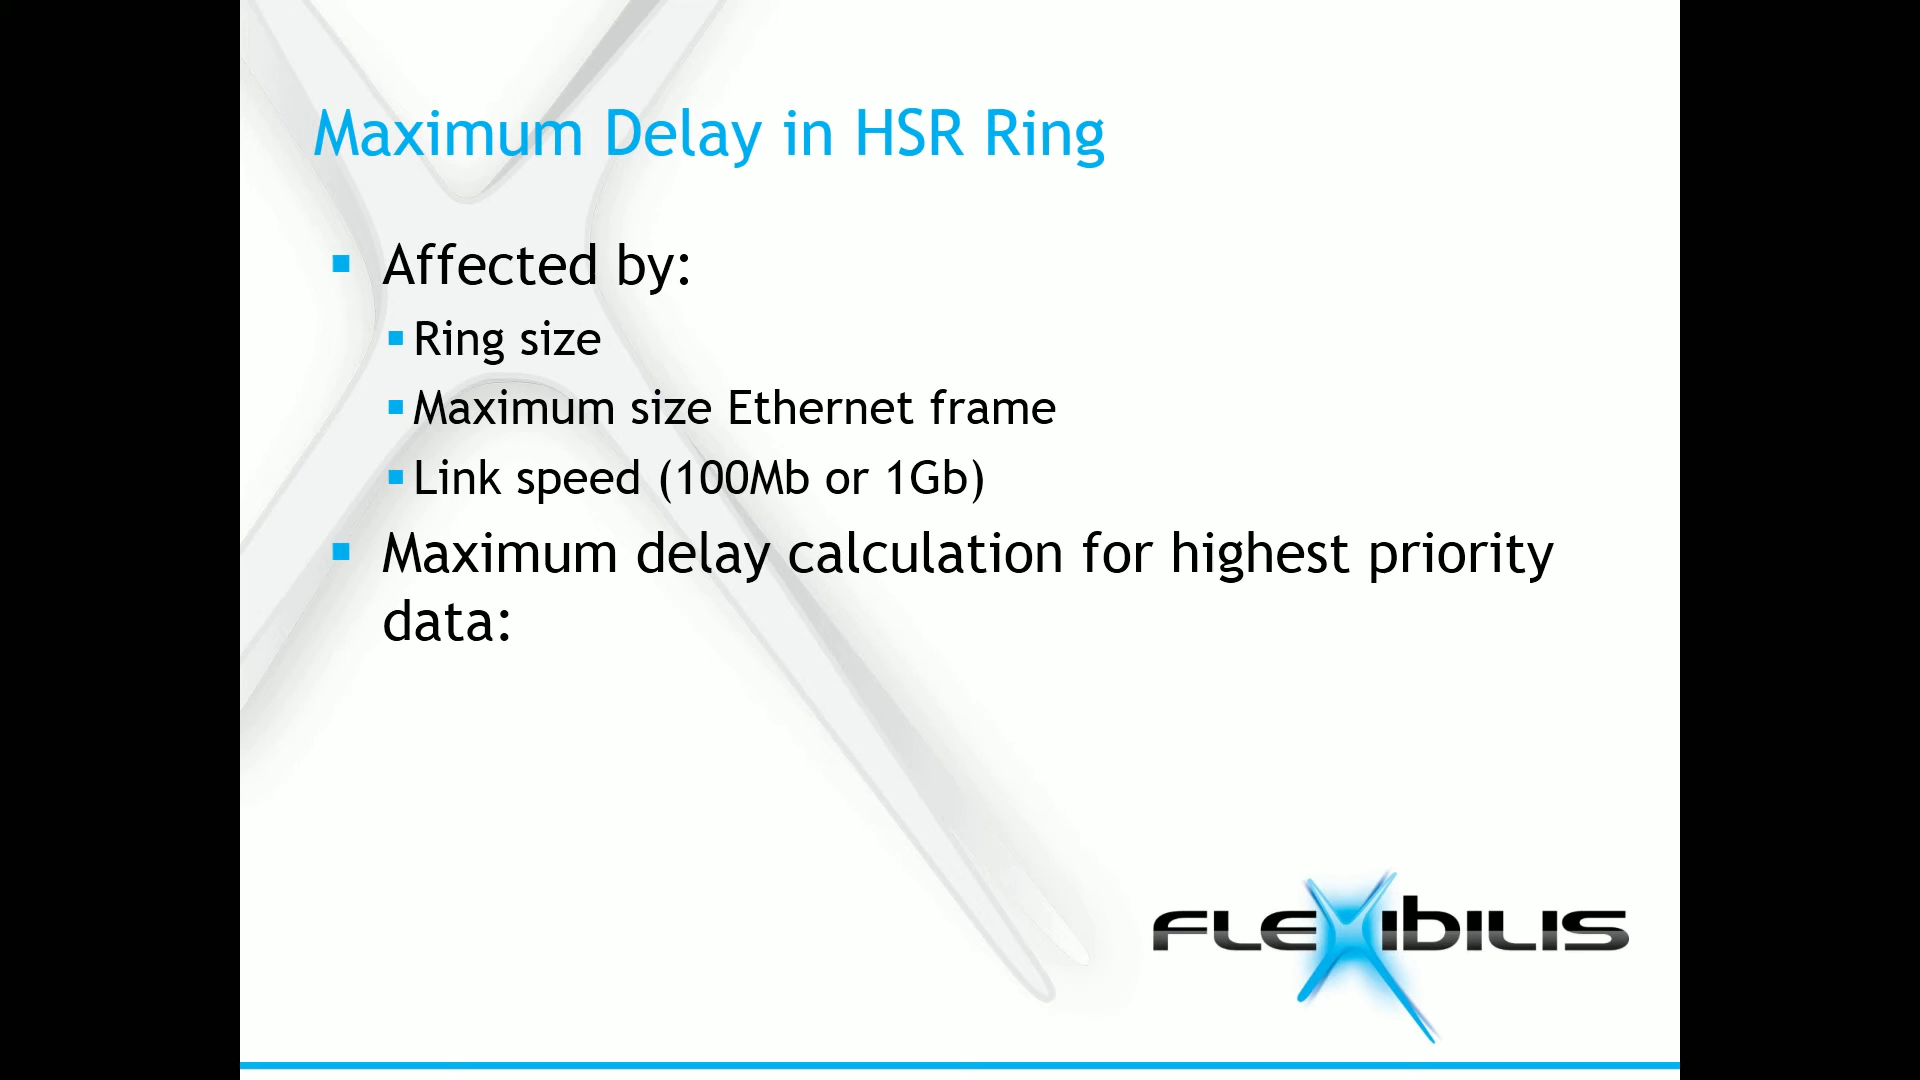 Maximum Delay in HSR Ring
Affected by:
Ring size
Maximum size Ethernet frame
Link speed (100Mb or 1Gb)
Maximum delay calculation for highest priority
data:
FLEXIBILIS